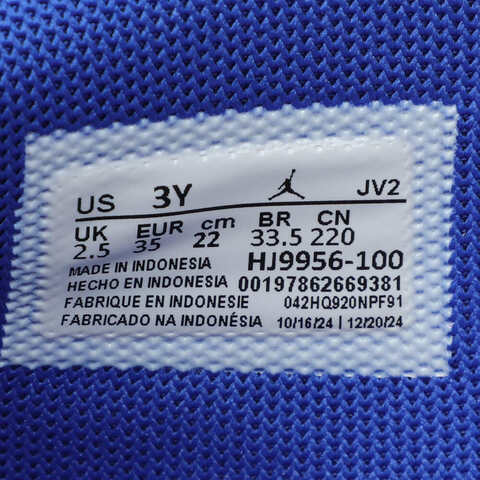 US 3Y JV2
UK EUR cm BR CN
2.5 35 22 33.5 220
MADE IN INDONESIA HJ9956-100
HECHO EN INDONESIA 00197862669381
FABRIQUE EN INDONESIE 042HQ920NPF91
FABRICADO NA INDONÉSIA 10/16/24 | 12/20/24